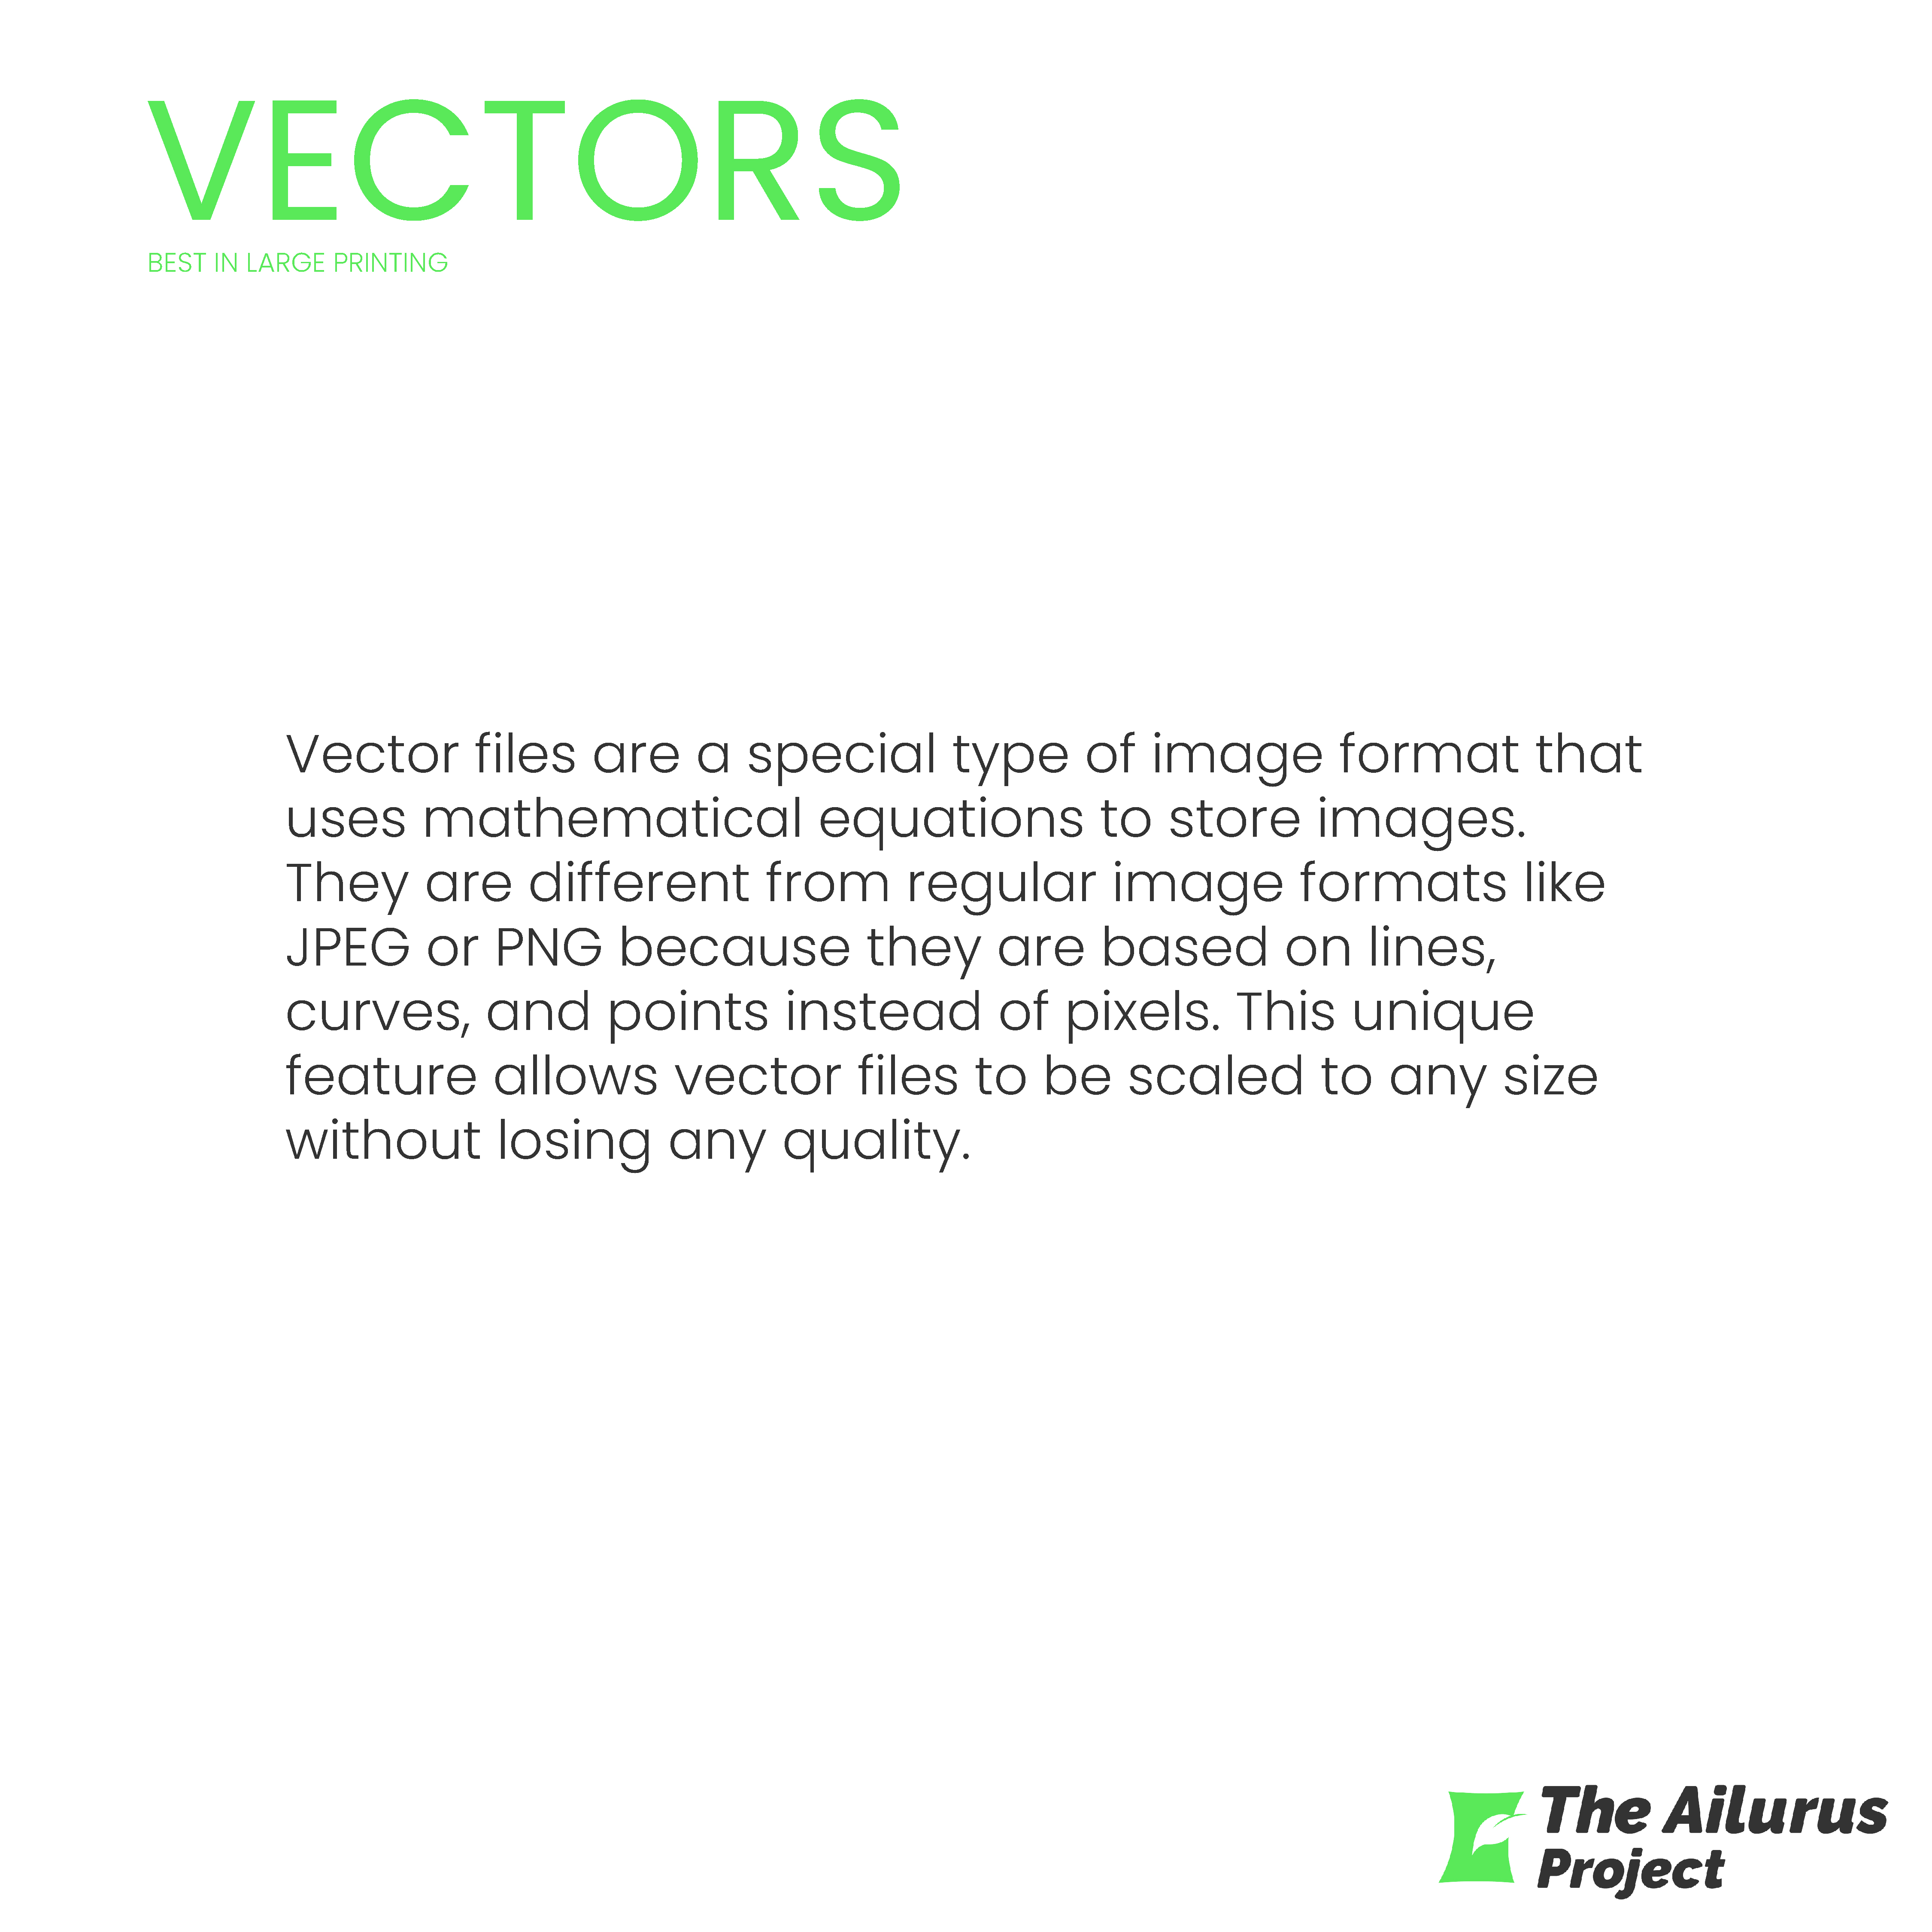 VECTORS
BEST IN LARGE PRINTING
Vector files are a special type of image format that
uses mathematical equations to store images.
They are different from regular image formats like
JPEG or PNG because they are based on lines,
curves, and points instead of pixels. This unique
feature allows vector files to be scaled to any size
without losing any quality.
The Ailurus
Project